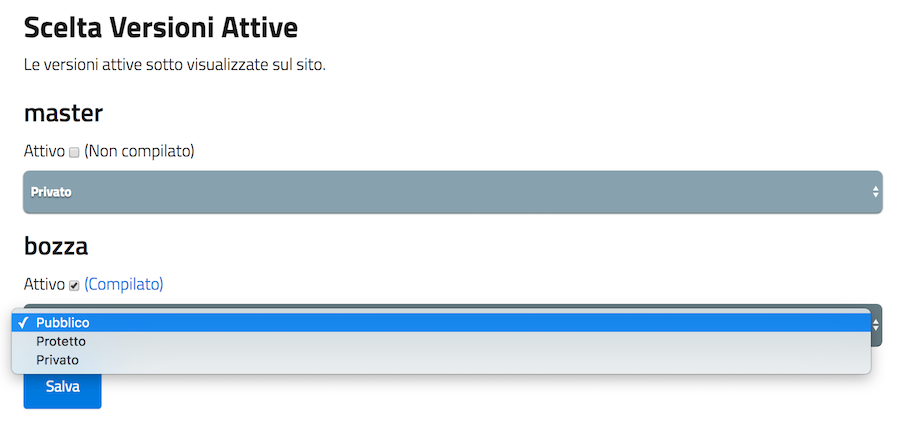 Scelta Versioni Attive
Le versioni attive sotto visualizzate sul sito.
master
Attivo (Non compilato)
Privato
bozza
Attivo (Compilato)
Pubblico
Protetto
Privato
Salva